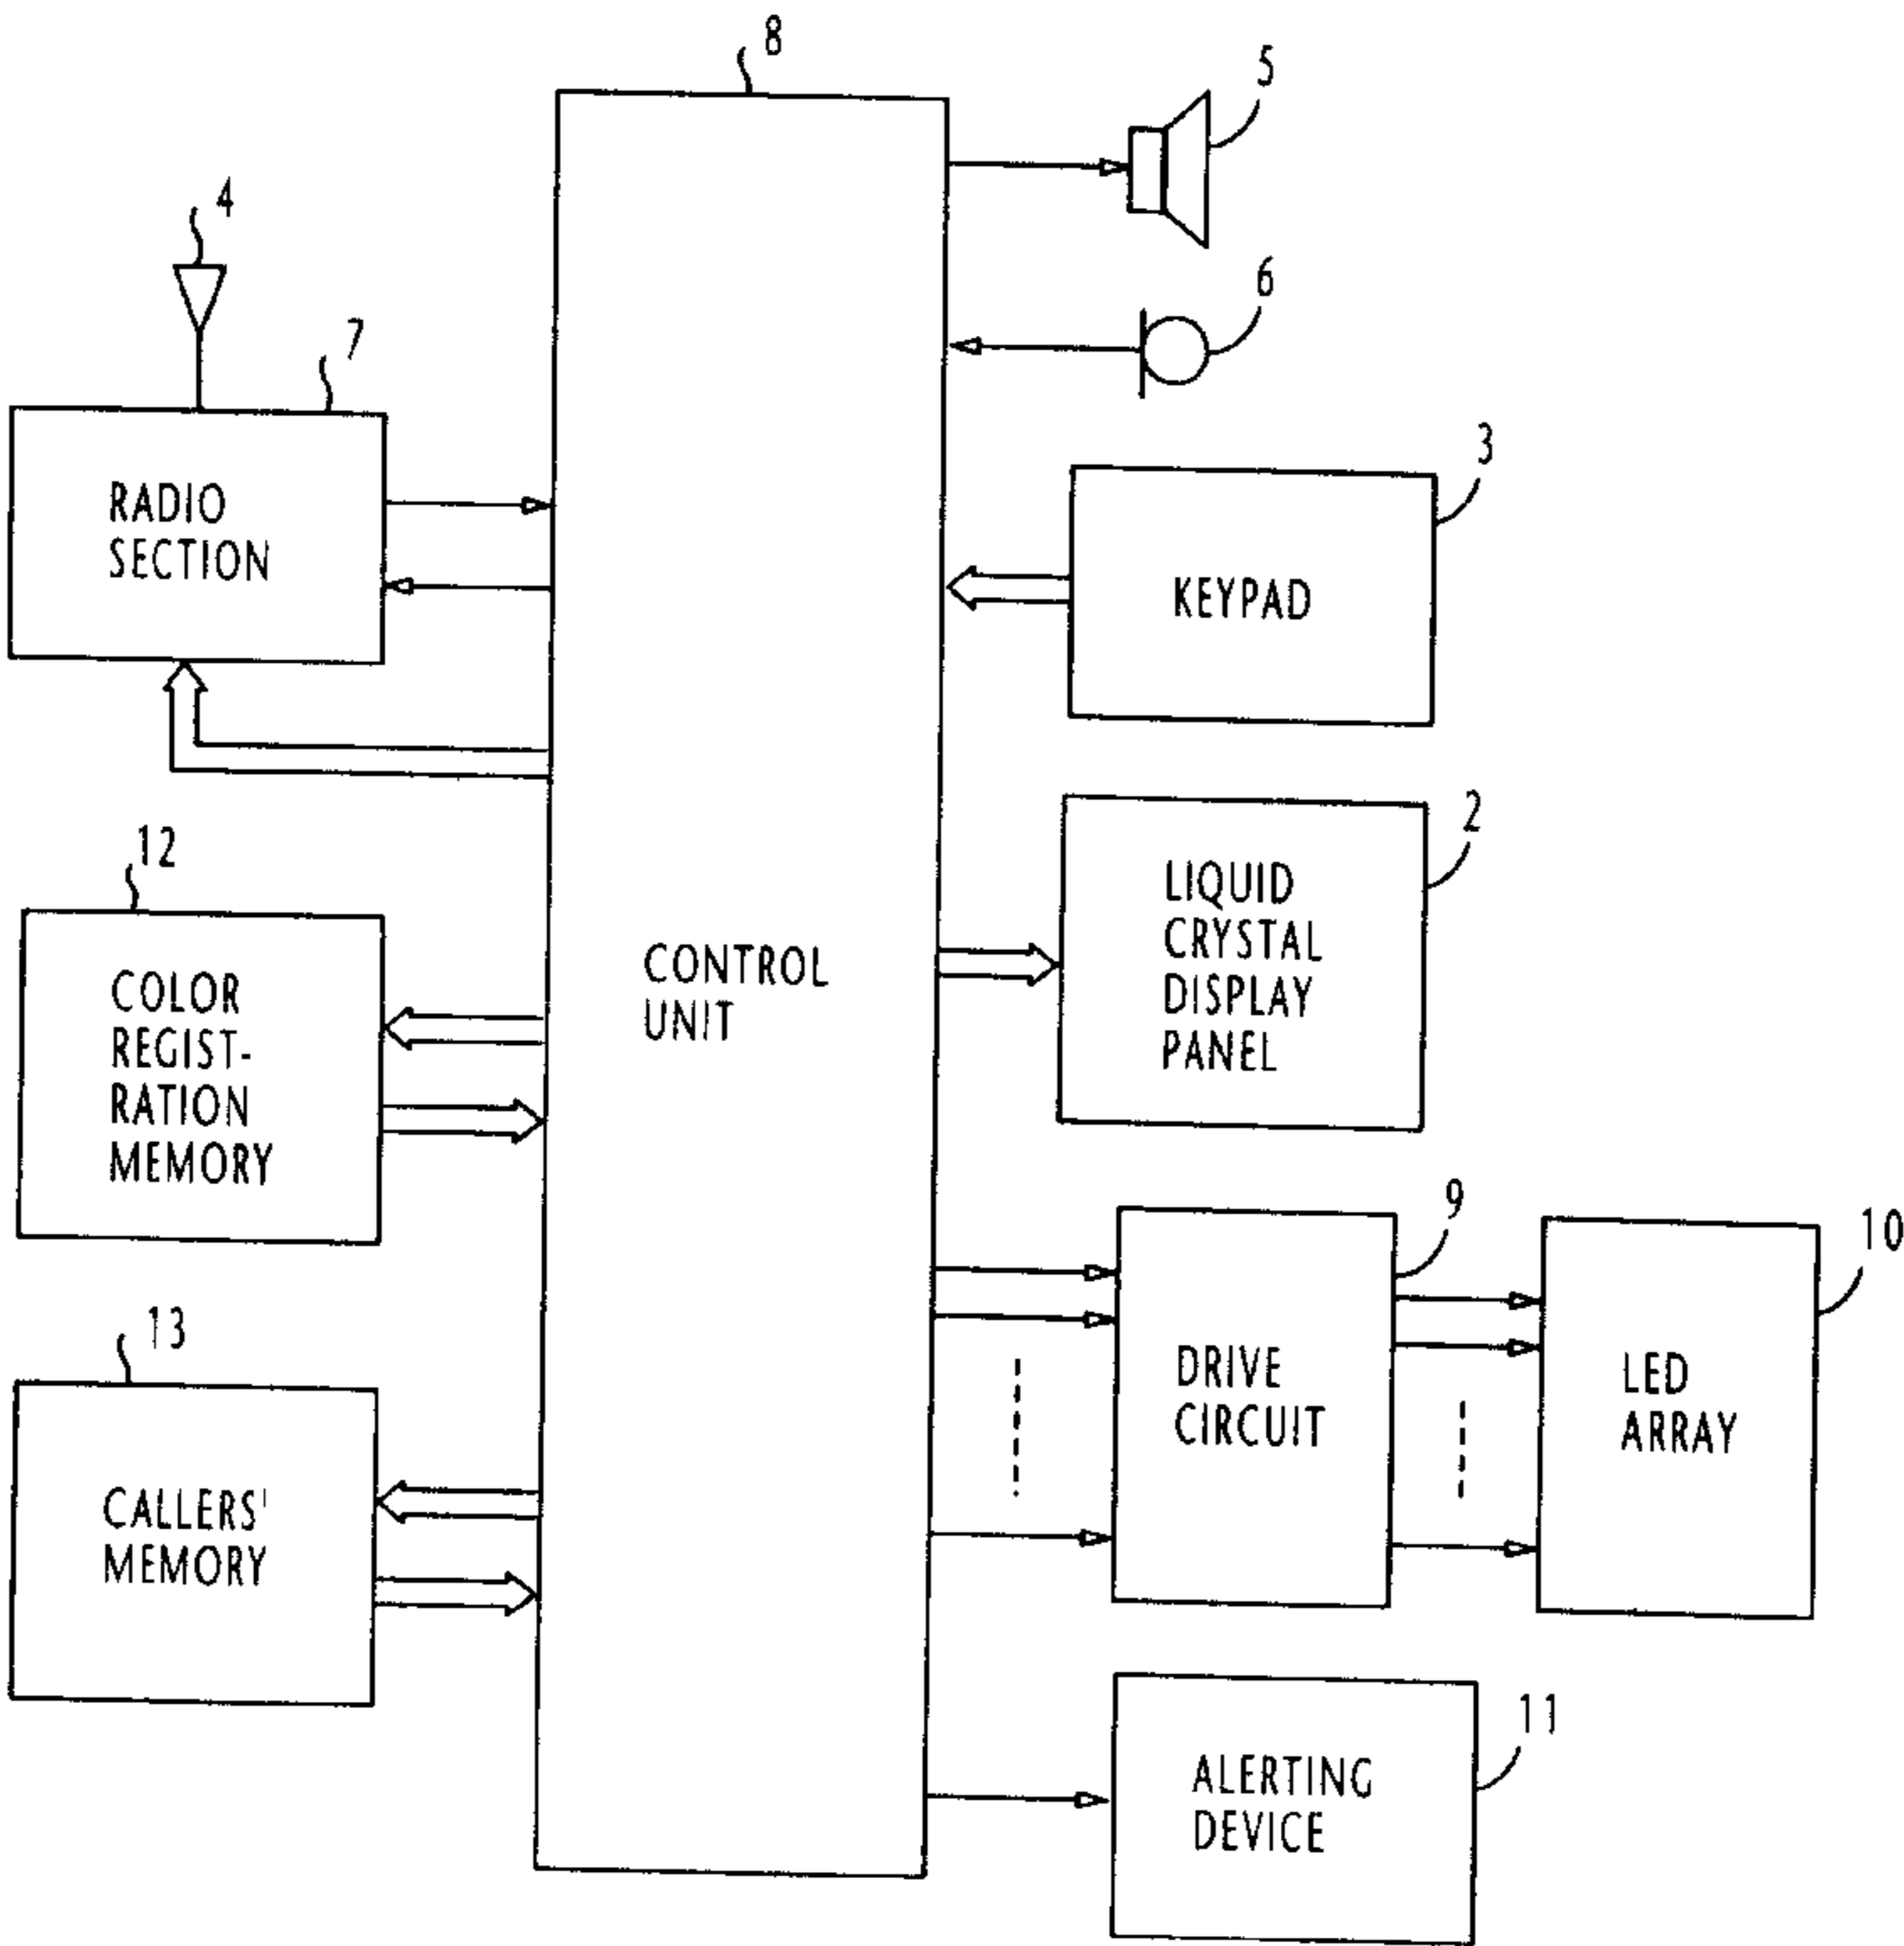 8
5
4
6
7
3
RADIO
SECTION
KEYPAD
12
2
COLOR
REGIST-
RATION
MEMORY
CONTROL
UNIT
LIQUID
CRYSTAL
DISPLAY
PANEL
9
10
13
DRIVE
CIRCUIT
LED
ARRAY
CALLERS'
MEMORY
11
ALERTING
DEVICE